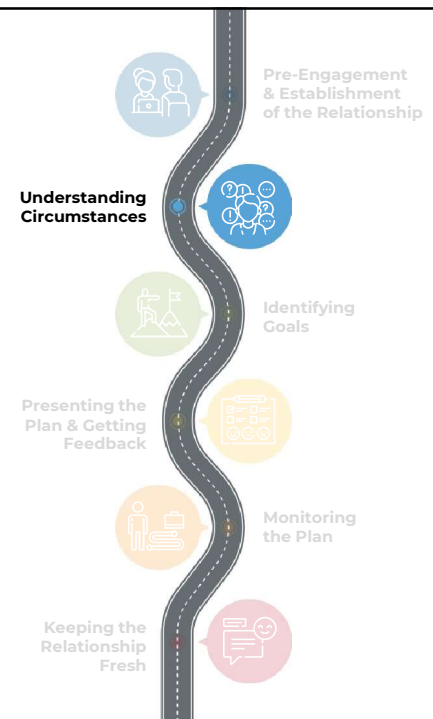 Pre-Engagement
& Establishment
of the Relationship
Understanding
Circumstances
Identifying
Goals
Presenting the
Plan & Getting
Feedback
Monitoring
the Plan
Keeping the
Relationship
Fresh